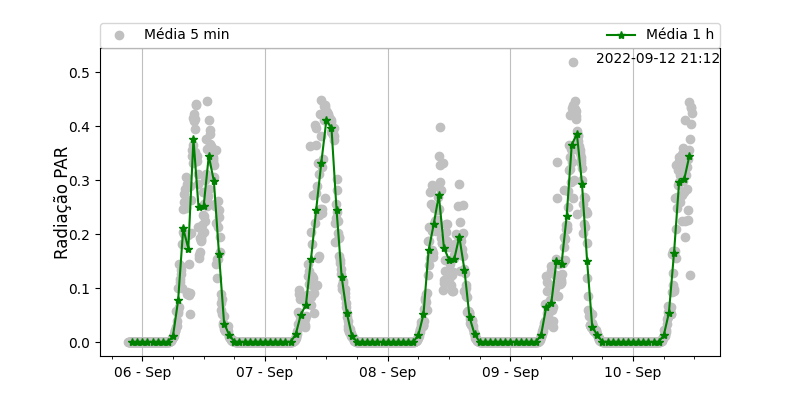 Média 5 min
Média 1 h
2022-09-12 21:12
Radiação PAR
0.5
0.4
0.3
0.2
0.1
0.0
06 - Sep
07 - Sep
08 - Sep
09 - Sep
10 - Sep